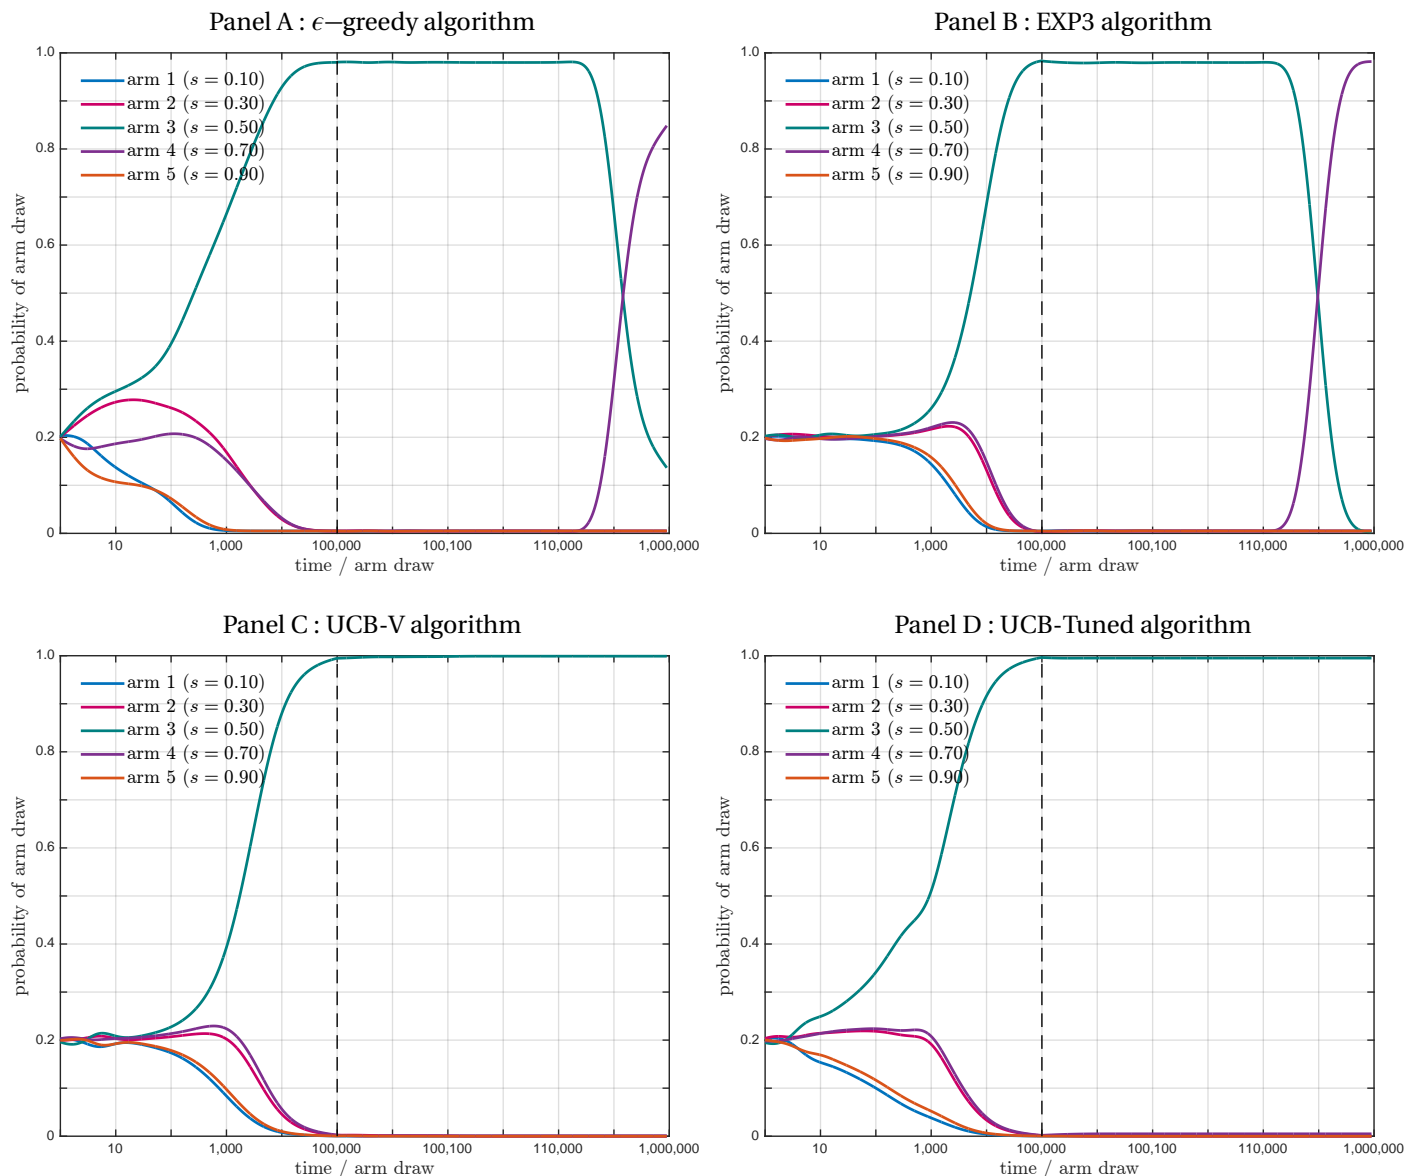 Panel A : ϵ−greedy algorithm
1.0
0.8
0.6
0.4
0.2
0
probability of arm draw
arm 1 (s = 0.10)
arm 2 (s = 0.30)
arm 3 (s = 0.50)
arm 4 (s = 0.70)
arm 5 (s = 0.90)
10 1,000 100,000 100,100 110,000 1,000,000
time / arm draw
Panel B : EXP3 algorithm
1.0
0.8
0.6
0.4
0.2
0
probability of arm draw
arm 1 (s = 0.10)
arm 2 (s = 0.30)
arm 3 (s = 0.50)
arm 4 (s = 0.70)
arm 5 (s = 0.90)
10 1,000 100,000 100,100 110,000 1,000,000
time / arm draw
Panel C : UCB-V algorithm
1.0
0.8
0.6
0.4
0.2
0
probability of arm draw
arm 1 (s = 0.10)
arm 2 (s = 0.30)
arm 3 (s = 0.50)
arm 4 (s = 0.70)
arm 5 (s = 0.90)
10 1,000 100,000 100,100 110,000 1,000,000
time / arm draw
Panel D : UCB-Tuned algorithm
1.0
0.8
0.6
0.4
0.2
0
probability of arm draw
arm 1 (s = 0.10)
arm 2 (s = 0.30)
arm 3 (s = 0.50)
arm 4 (s = 0.70)
arm 5 (s = 0.90)
10 1,000 100,000 100,100 110,000 1,000,000
time / arm draw